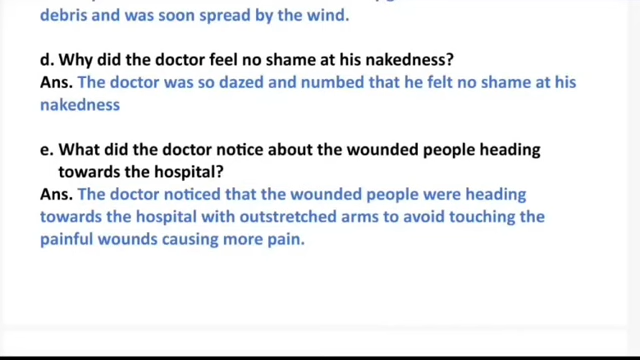 debris and was soon spread by the wind.
d. Why did the doctor feel no shame at his nakedness?
Ans. The doctor was so dazed and numbed that he felt no shame at his
nakedness
e. What did the doctor notice about the wounded people heading
towards the hospital?
Ans. The doctor noticed that the wounded people were heading
towards the hospital with outstretched arms to avoid touching the
painful wounds causing more pain.